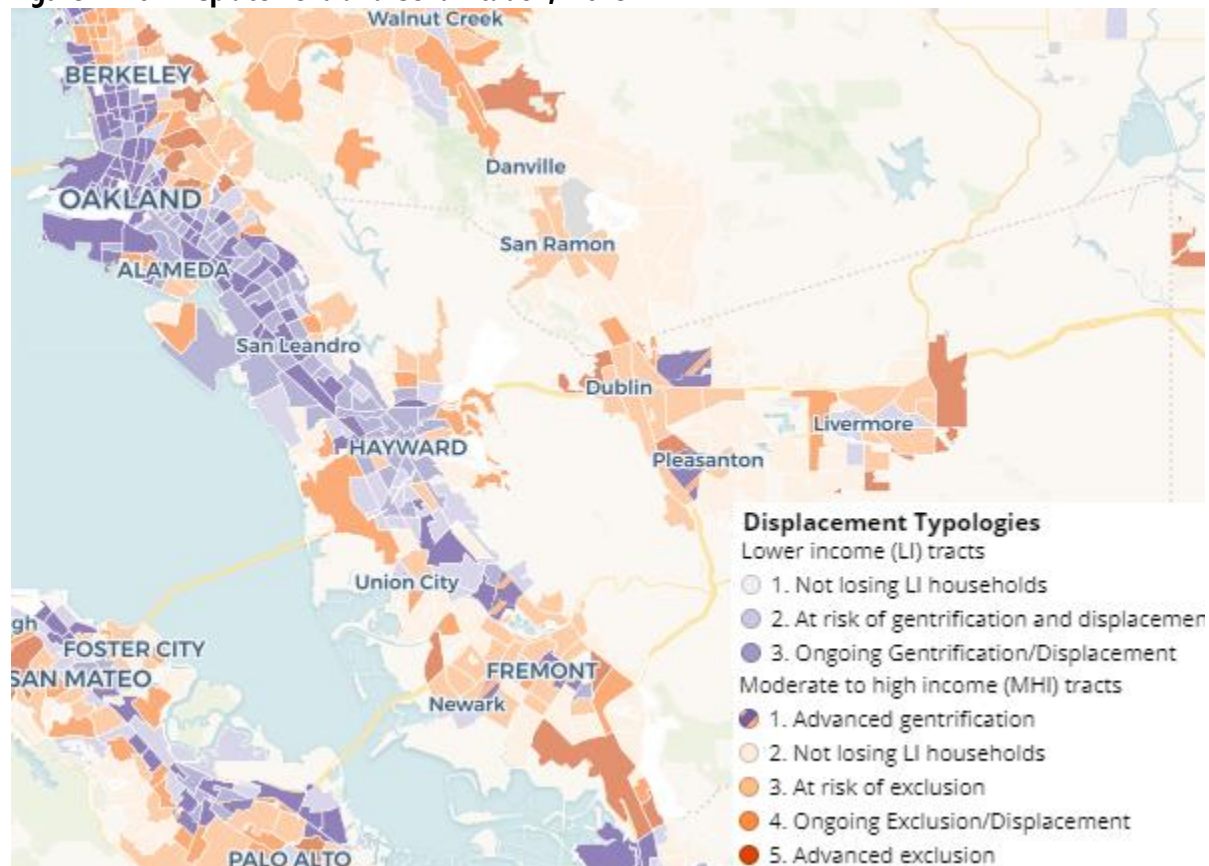 Walnut Creek
BERKELEY
Danville
OAKLAND
San Ramon
ALAMEDA
San Leandro
Dublin
Livermore
HAYWARD
Pleasanton
Union City
gh
FOSTER CITY
SAN MATEO
FREMONT
Newark
PALO ALTO
Displacement Typologies
Lower income (LI) tracts
1. Not losing LI households
2. At risk of gentrification and displacemen
3. Ongoing Gentrification/Displacement
Moderate to high income (MHI) tracts
1. Advanced gentrification
2. Not losing LI households
3. At risk of exclusion
4. Ongoing Exclusion/Displacement
5. Advanced exclusion